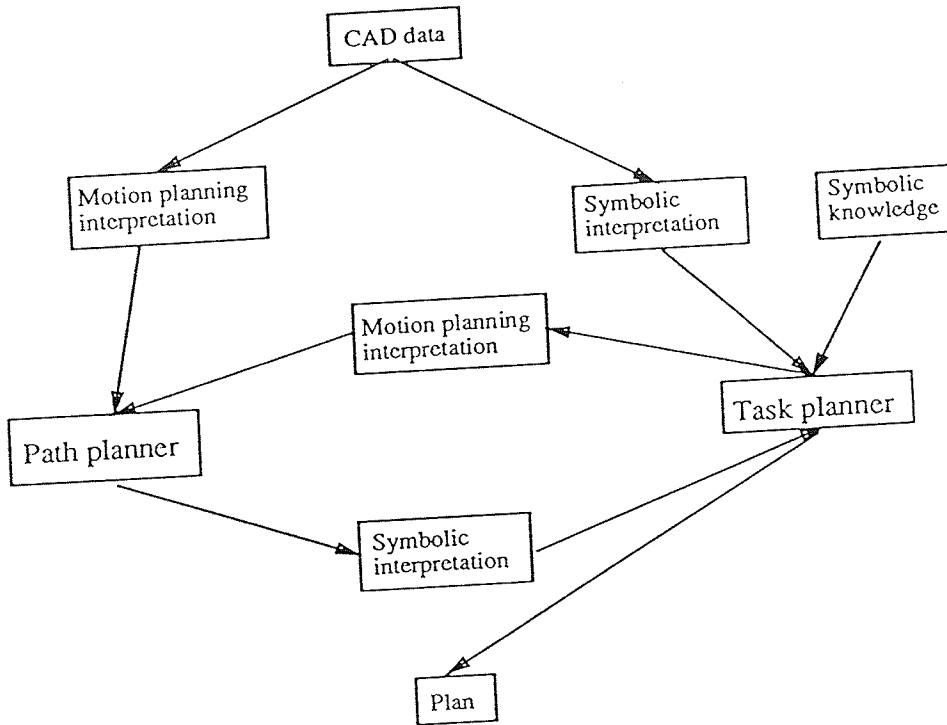 CAD data
Motion planning
interpretation
Symbolic
interpretation
Symbolic
knowledge
Motion planning
interpretation
Task planner
Path planner
Symbolic
interpretation
Plan